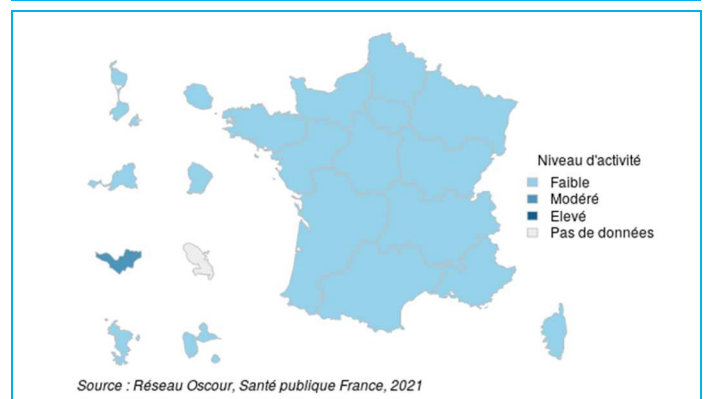 Niveau d'activité
Faible
Modéré
Elevé
Pas de données
Source : Réseau Oscour, Santé publique France, 2021